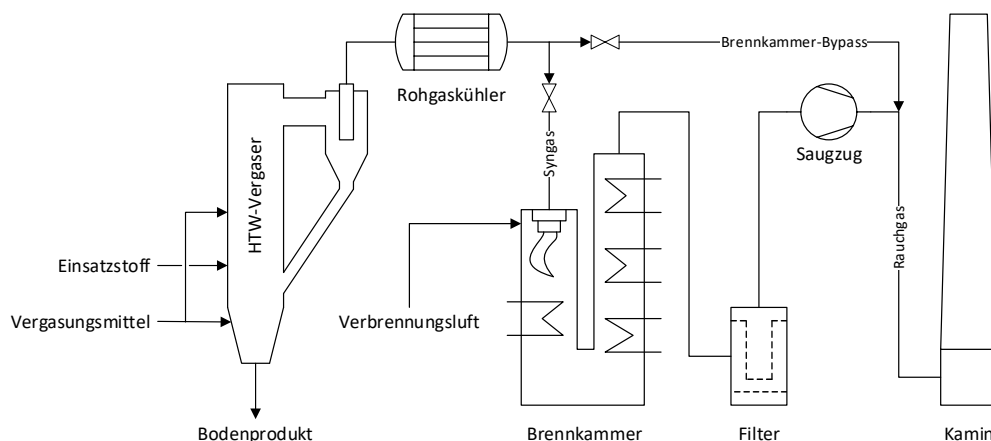 Brennkammer-Bypass
Rohgaskühler
Saugzug
Syngas
HTW-Vergaser
Rauchgas
Einsatzstoff
Vergasungsmittel
Verbrennungsluft
Bodenprodukt
Brennkammer
Filter
Kamin